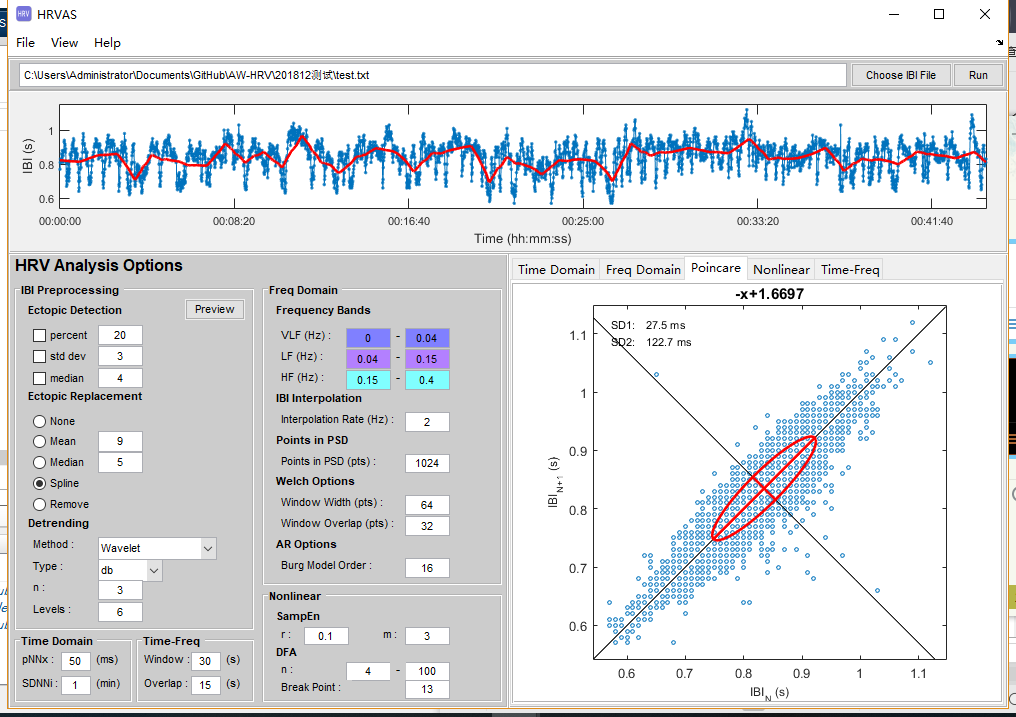 HRV HRVAS
File View Help
C:\Users\Administrator\Documents\GitHub\AW-HRV\201812测试\test.txt Choose IBI File Run
IBI (s)
1
0.8
0.6
00:00:00 00:08:20 00:16:40 00:25:00 00:33:20 00:41:40
Time (hh:mm:ss)
HRV Analysis Options
IBI Preprocessing
Ectopic Detection Preview
percent 20
std dev 3
median 4
Ectopic Replacement
None
Mean 9
Median 5
Spline
Remove
Detrending
Method : Wavelet
Type : db
n : 3
Levels : 6
Time Domain
pNNx : 50 (ms)
SDNNi : 1 (min)
Time-Freq
Window : 30 (s)
Overlap : 15 (s)
Freq Domain
Frequency Bands
VLF (Hz) : 0 - 0.04
LF (Hz) : 0.04 - 0.15
HF (Hz) : 0.15 - 0.4
IBI Interpolation
Interpolation Rate (Hz) : 2
Points in PSD
Points in PSD (pts) : 1024
Welch Options
Window Width (pts) : 64
Window Overlap (pts) : 32
AR Options
Burg Model Order : 16
Nonlinear
SampEn
r : 0.1 m : 3
DFA
n : 4 - 100
Break Point : 13
Time Domain Freq Domain Poincare Nonlinear Time-Freq
-x+1.6697
SD1: 27.5 ms
SD2: 122.7 ms
IBI N+1 (s)
1.1
1
0.9
0.8
0.7
0.6
0.6 0.7 0.8 0.9 1 1.1
IBI N (s)